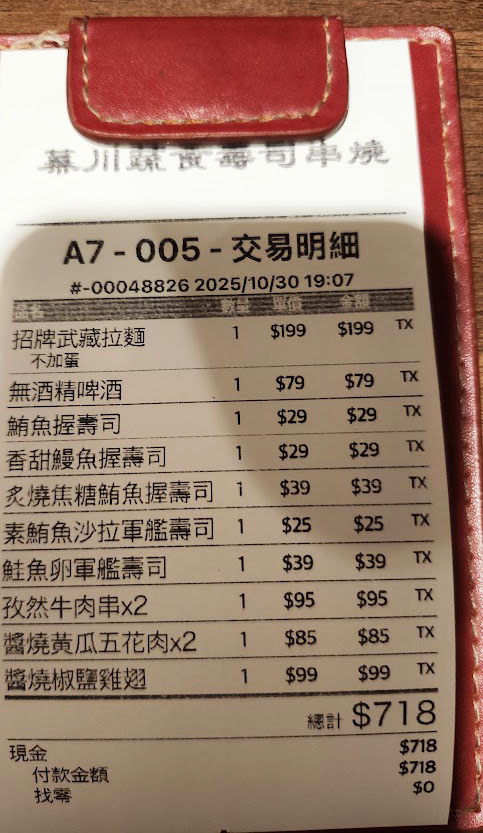 幕川蔬食壽司串燒
A7 - 005 - 交易明細
#-00048826 2025/10/30 19:07
品名 數量 單價 金額
招牌武藏拉麵 1 $199 $199 TX
不加蛋
無酒精啤酒 1 $79 $79 TX
鮪魚握壽司 1 $29 $29 TX
香甜鰻魚握壽司 1 $29 $29 TX
炙燒焦糖鮪魚握壽司 1 $39 $39 TX
素鮪魚沙拉軍艦壽司 1 $25 $25 TX
鮭魚卵軍艦壽司 1 $39 $39 TX
孜然牛肉串x2 1 $95 $95 TX
醬燒黃瓜五花肉x2 1 $85 $85 TX
醬燒椒鹽雞翅 1 $99 $99 TX
總計 $718
現金 $718
付款金額 $718
找零 $0